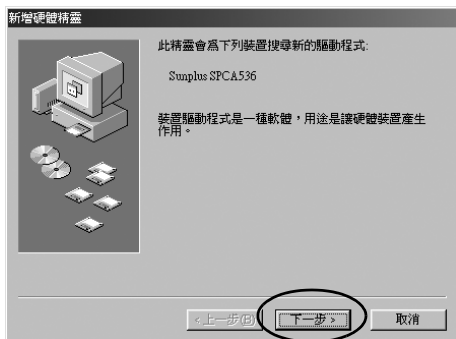 新增硬體精靈
此精靈會為下列裝置搜尋新的驅動程式:
Sunplus SPCA536
裝置驅動程式是一種軟體，用途是讓硬體裝置產生
作用。
<上一步(B)
下一步 >
取消